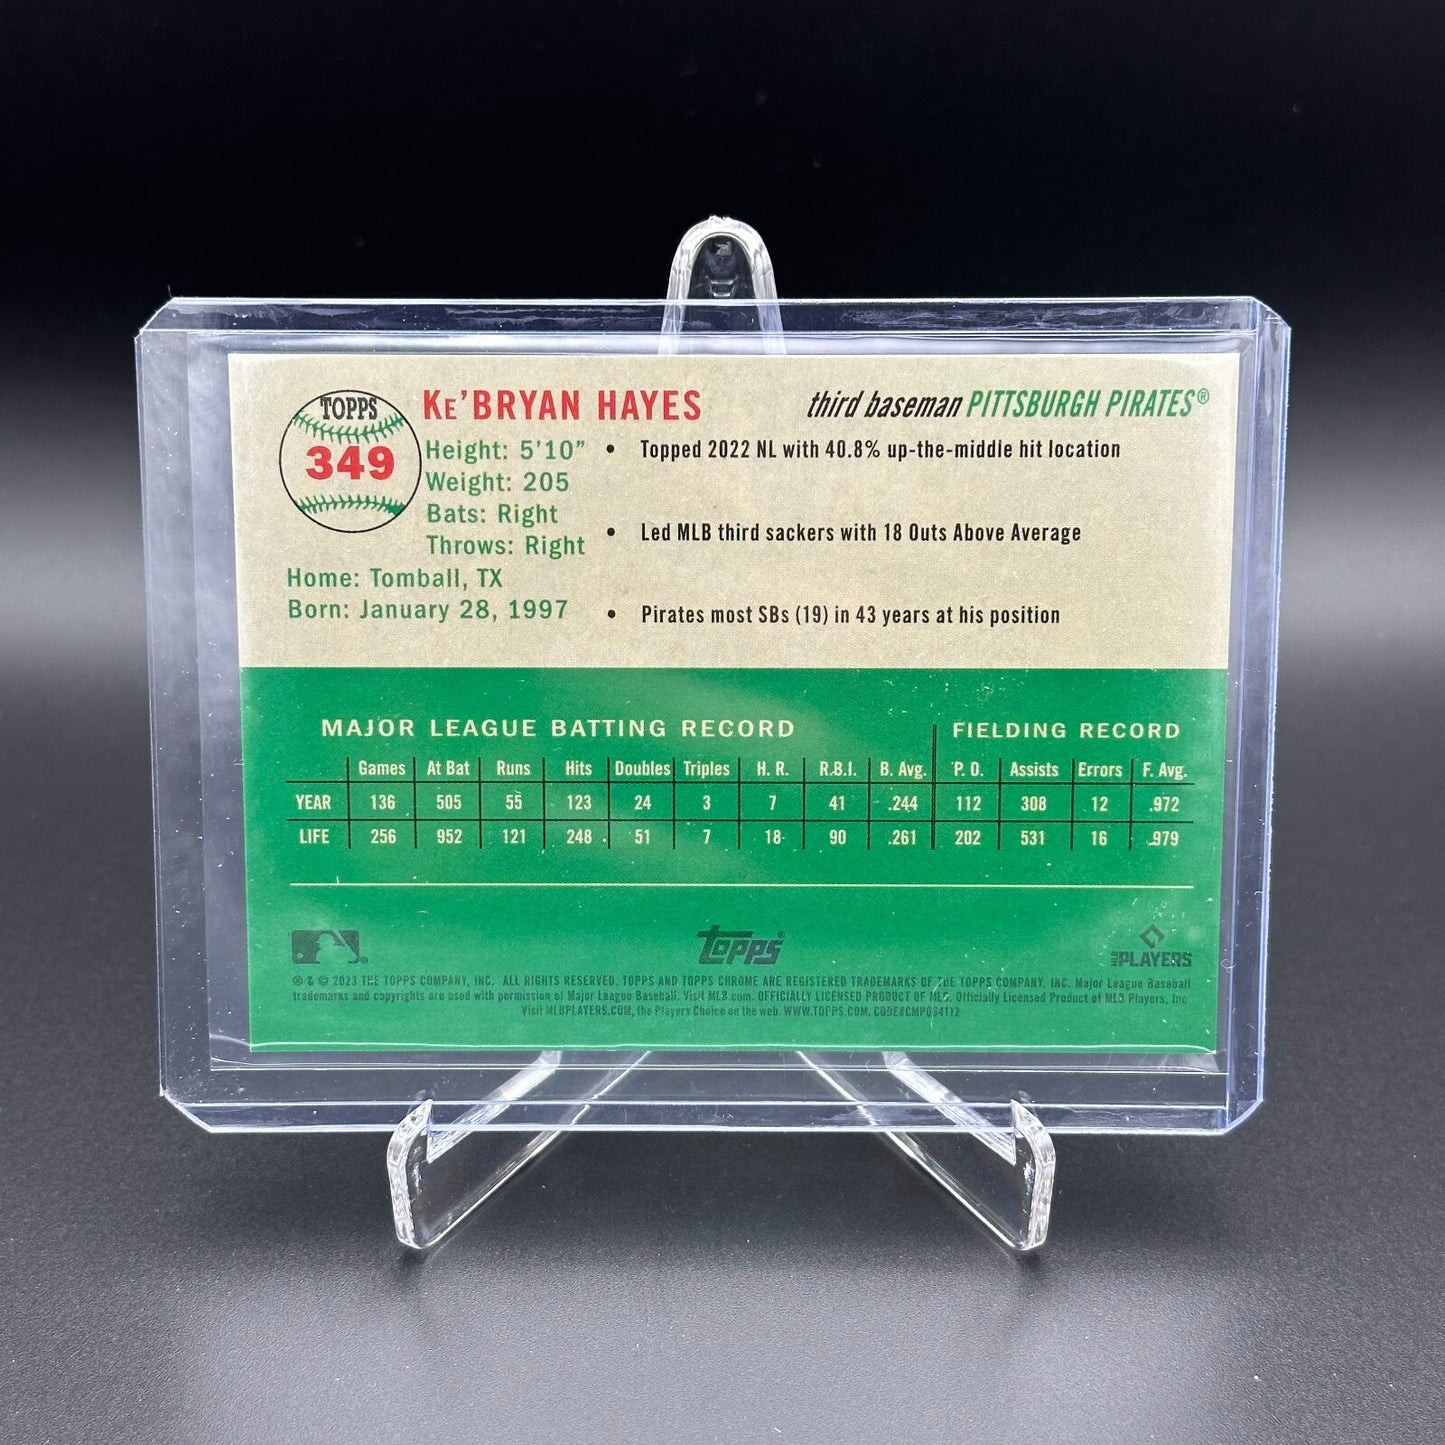 TOPPS
349
KE'BRYAN HAYES
third baseman PITTSBURGH PIRATES®
Height: 5'10"
Weight: 205
Bats: Right
Throws: Right
Home: Tomball, TX
Born: January 28, 1997
• Topped 2022 NL with 40.8% up-the-middle hit location
• Led MLB third sackers with 18 Outs Above Average
• Pirates most SBs (19) in 43 years at his position
MAJOR LEAGUE BATTING RECORD FIELDING RECORD
Games At Bat Runs Hits Doubles Triples H. R. R.B.I. B. Avg. P. O. Assists Errors F. Avg.
YEAR 136 505 55 123 24 3 7 41 .244 112 308 12 .972
LIFE 256 952 121 248 51 7 18 90 .261 202 531 16 .979
TOPPS®
MLB PLAYERS
® & © 2023 THE TOPPS COMPANY, INC. ALL RIGHTS RESERVED. TOPPS AND TOPPS CHROME ARE REGISTERED TRADEMARKS OF THE TOPPS COMPANY, INC. Major League Baseball
trademarks and copyrights are used with permission of Major League Baseball. Visit MLB.com. OFFICIALLY LICENSED PRODUCT OF MLB. Officially Licensed Product of MLB Players, Inc
Visit MLBPLAYERS.COM, the Players Choice on the web. WWW.TOPPS.COM. CODE#CMP034112